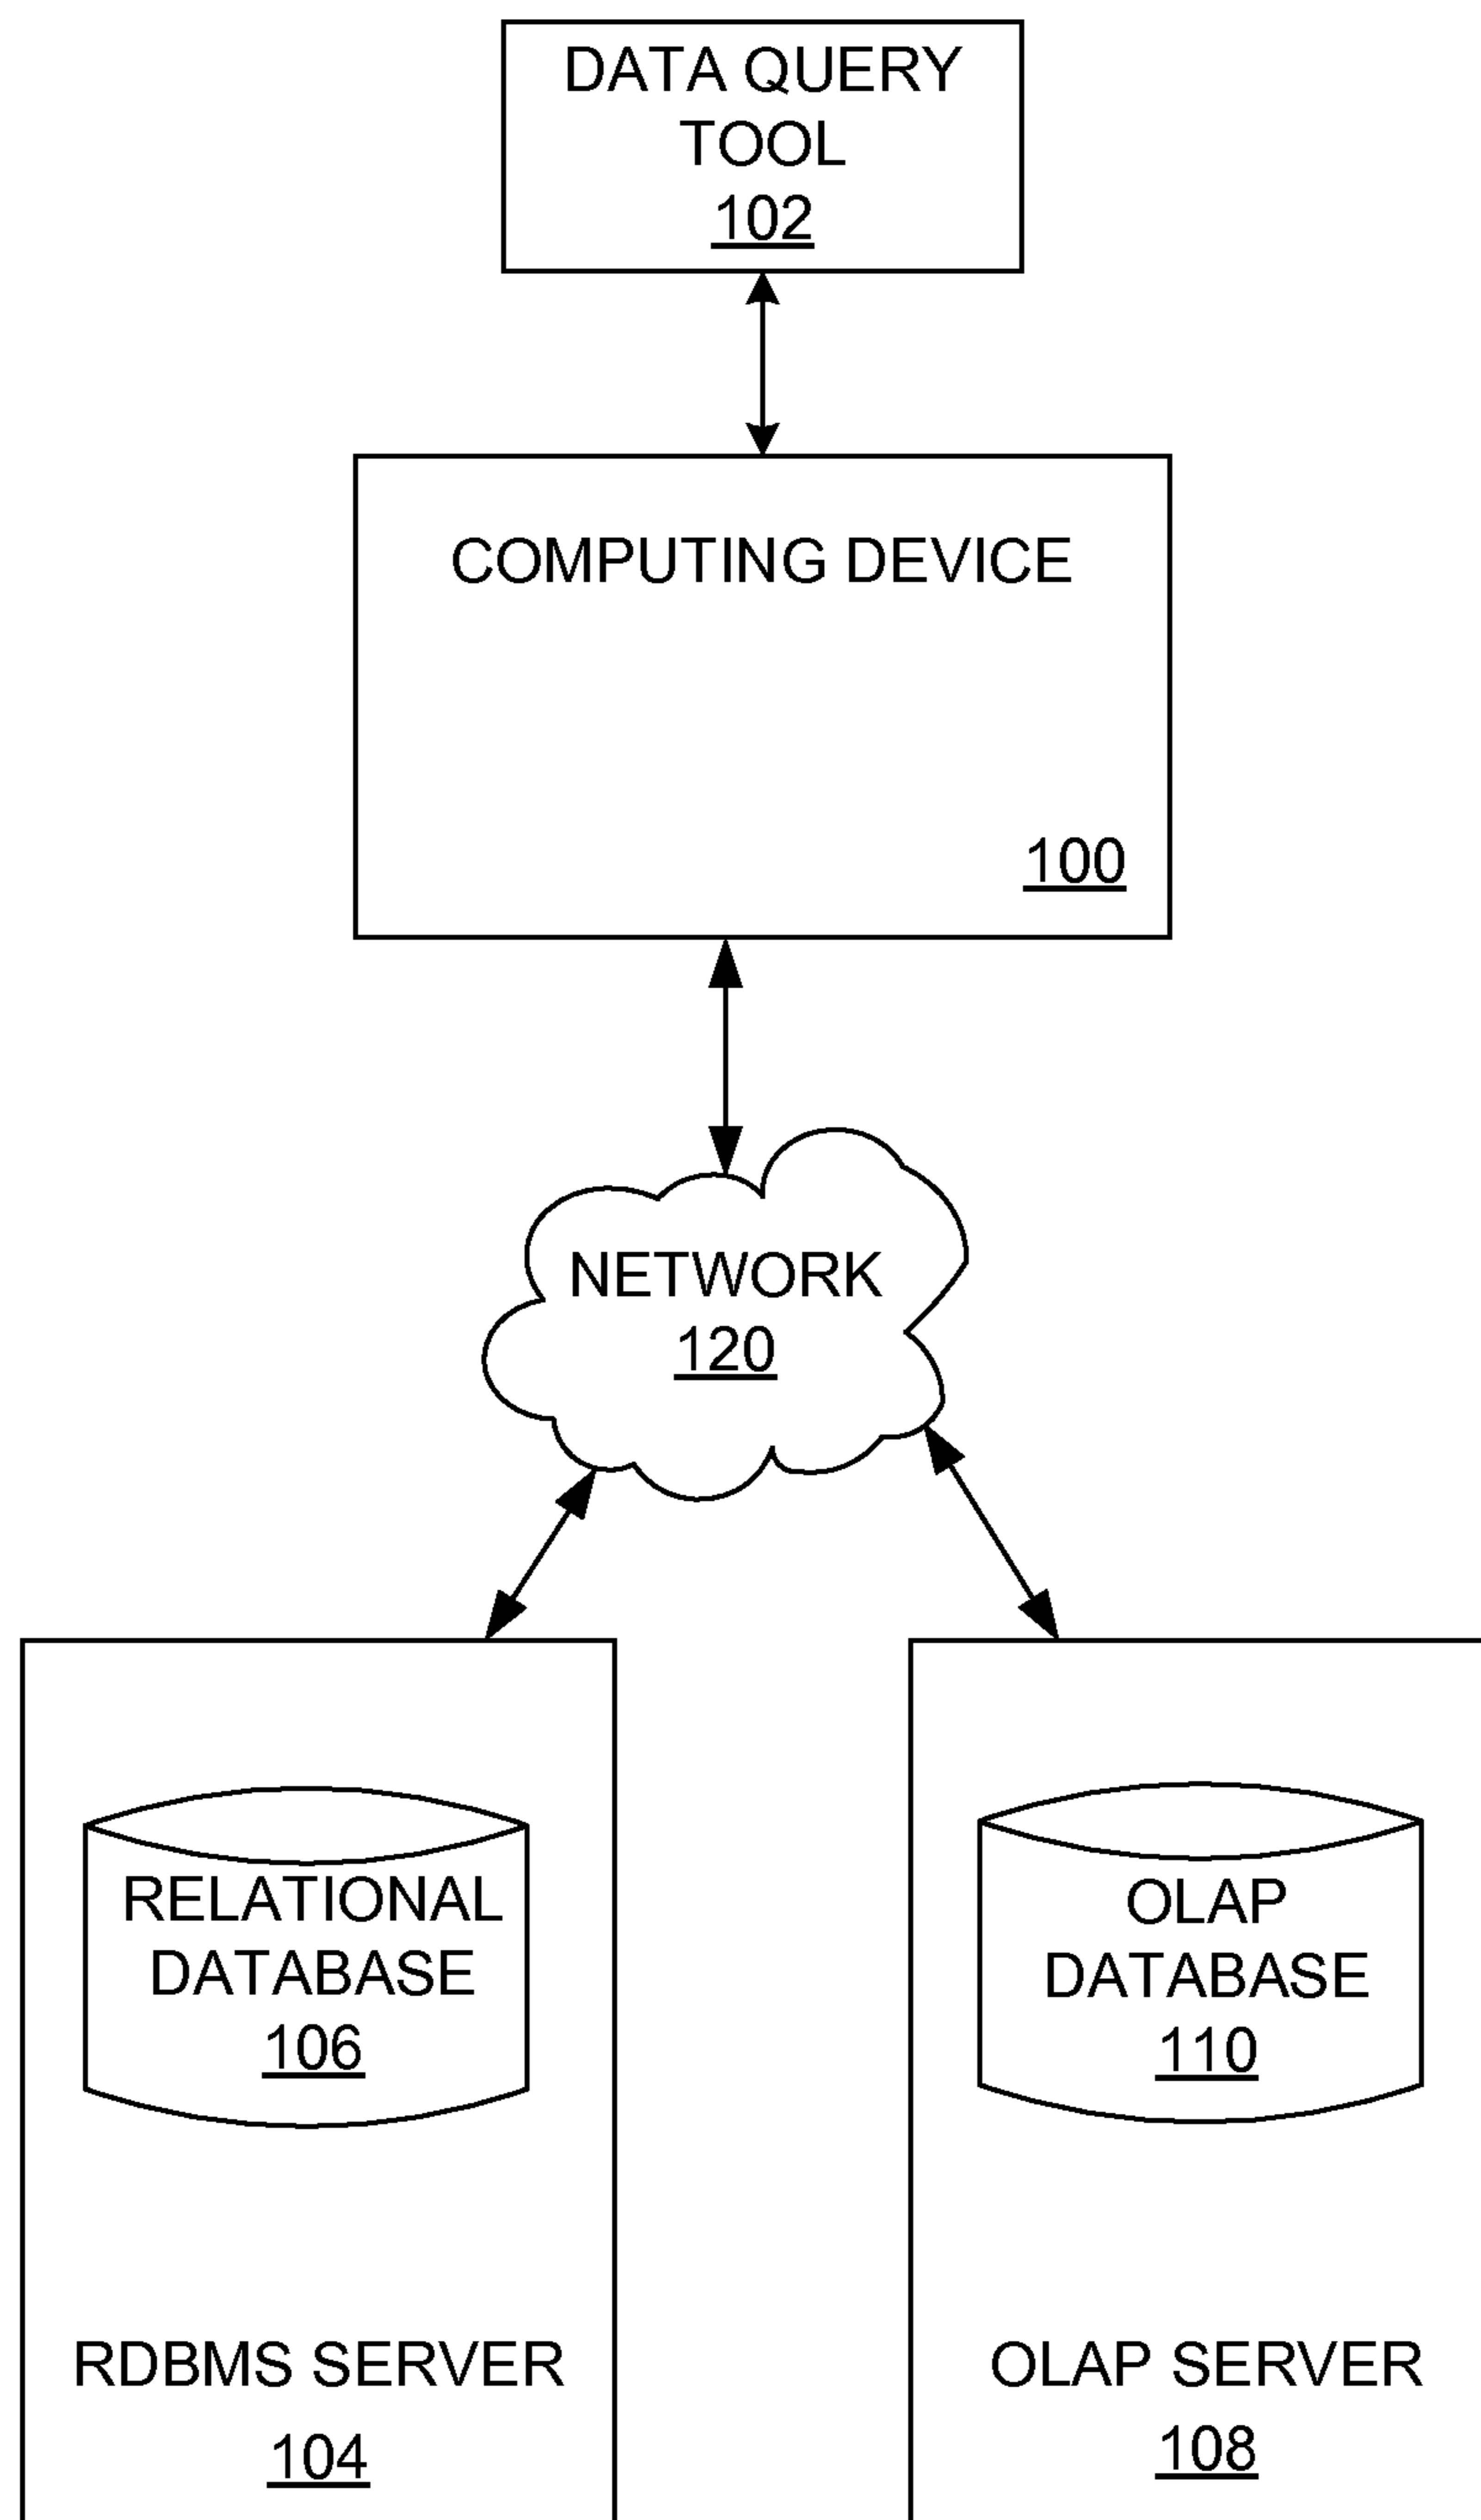 DATA QUERY
TOOL
102
COMPUTING DEVICE
100
NETWORK
120
RELATIONAL
DATABASE
106
RDBMS SERVER
104
OLAP
DATABASE
110
OLAP SERVER
108